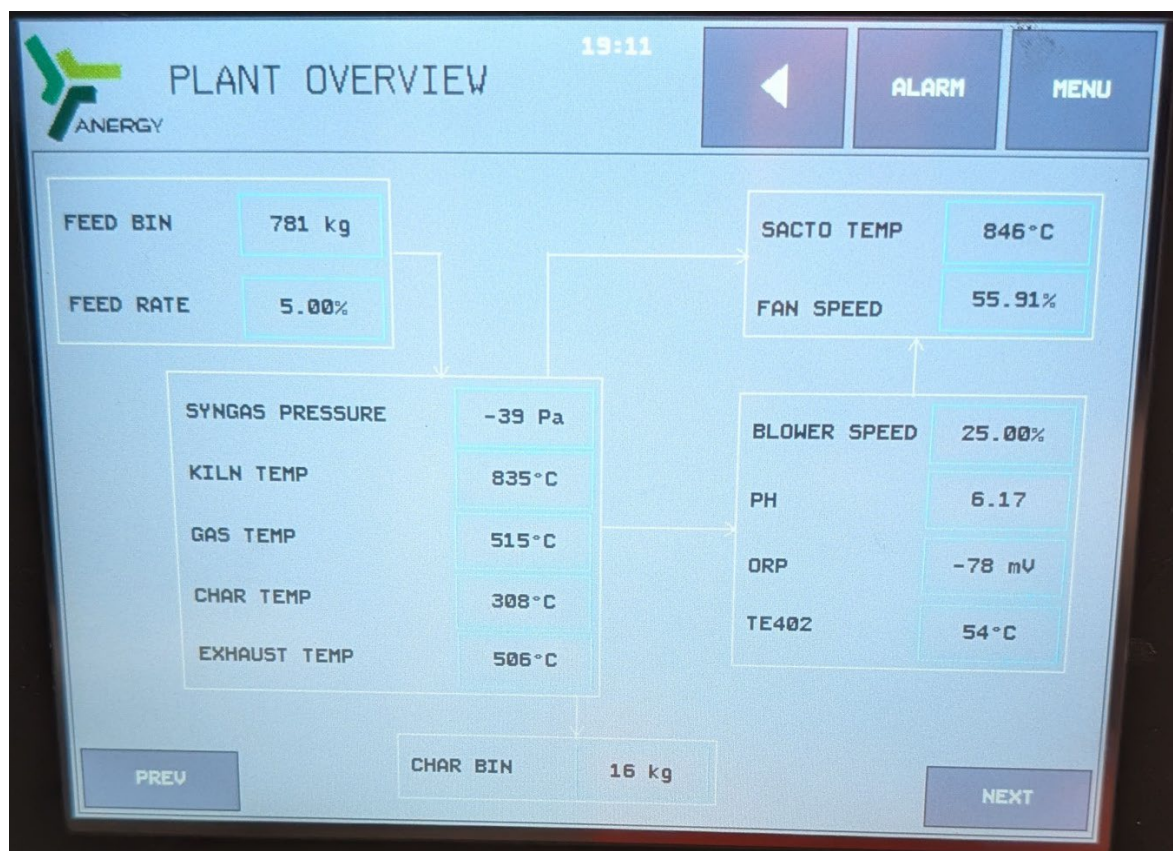 19:11
PLANT OVERVIEW
ANERGY
ALARM
MENU
FEED BIN 781 kg
FEED RATE 5.00%
SACTO TEMP 846°C
FAN SPEED 55.91%
SYNGAS PRESSURE -39 Pa
KILN TEMP 835°C
GAS TEMP 515°C
CHAR TEMP 308°C
EXHAUST TEMP 506°C
BLOWER SPEED 25.00%
PH 6.17
ORP -78 mV
TE402 54°C
CHAR BIN 16 kg
PREV
NEXT